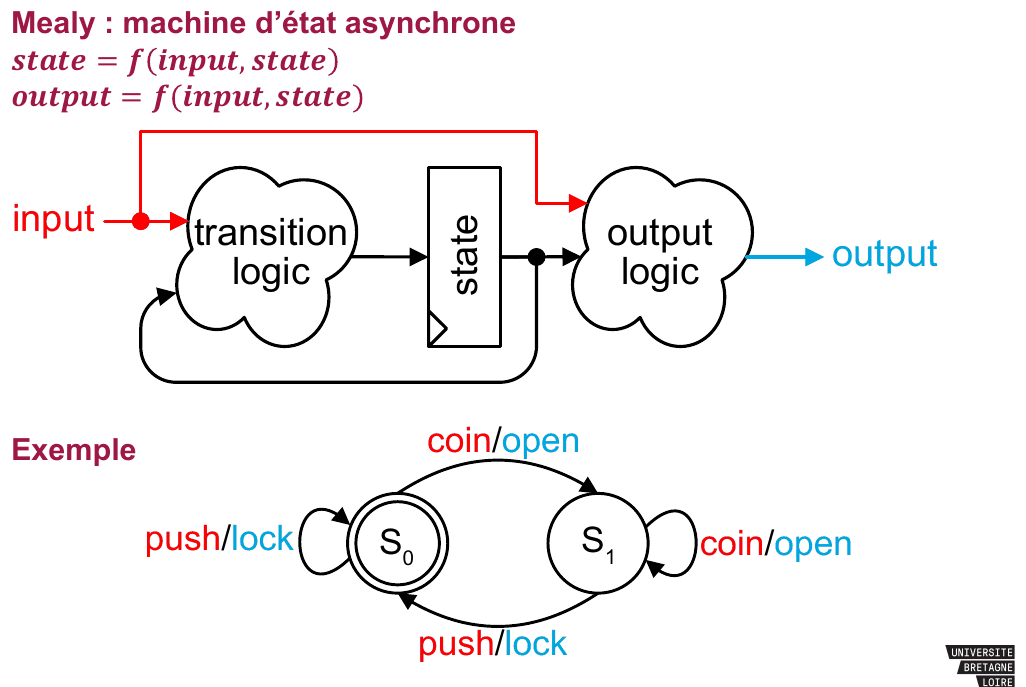 Mealy : machine d’état asynchrone
state = f(input, state)
output = f(input, state)
input
transition
logic
state
output
logic
output
Exemple
coin/open
push/lock
S0
S1
coin/open
push/lock
UNIVERSITE
BRETAGNE
LOIRE